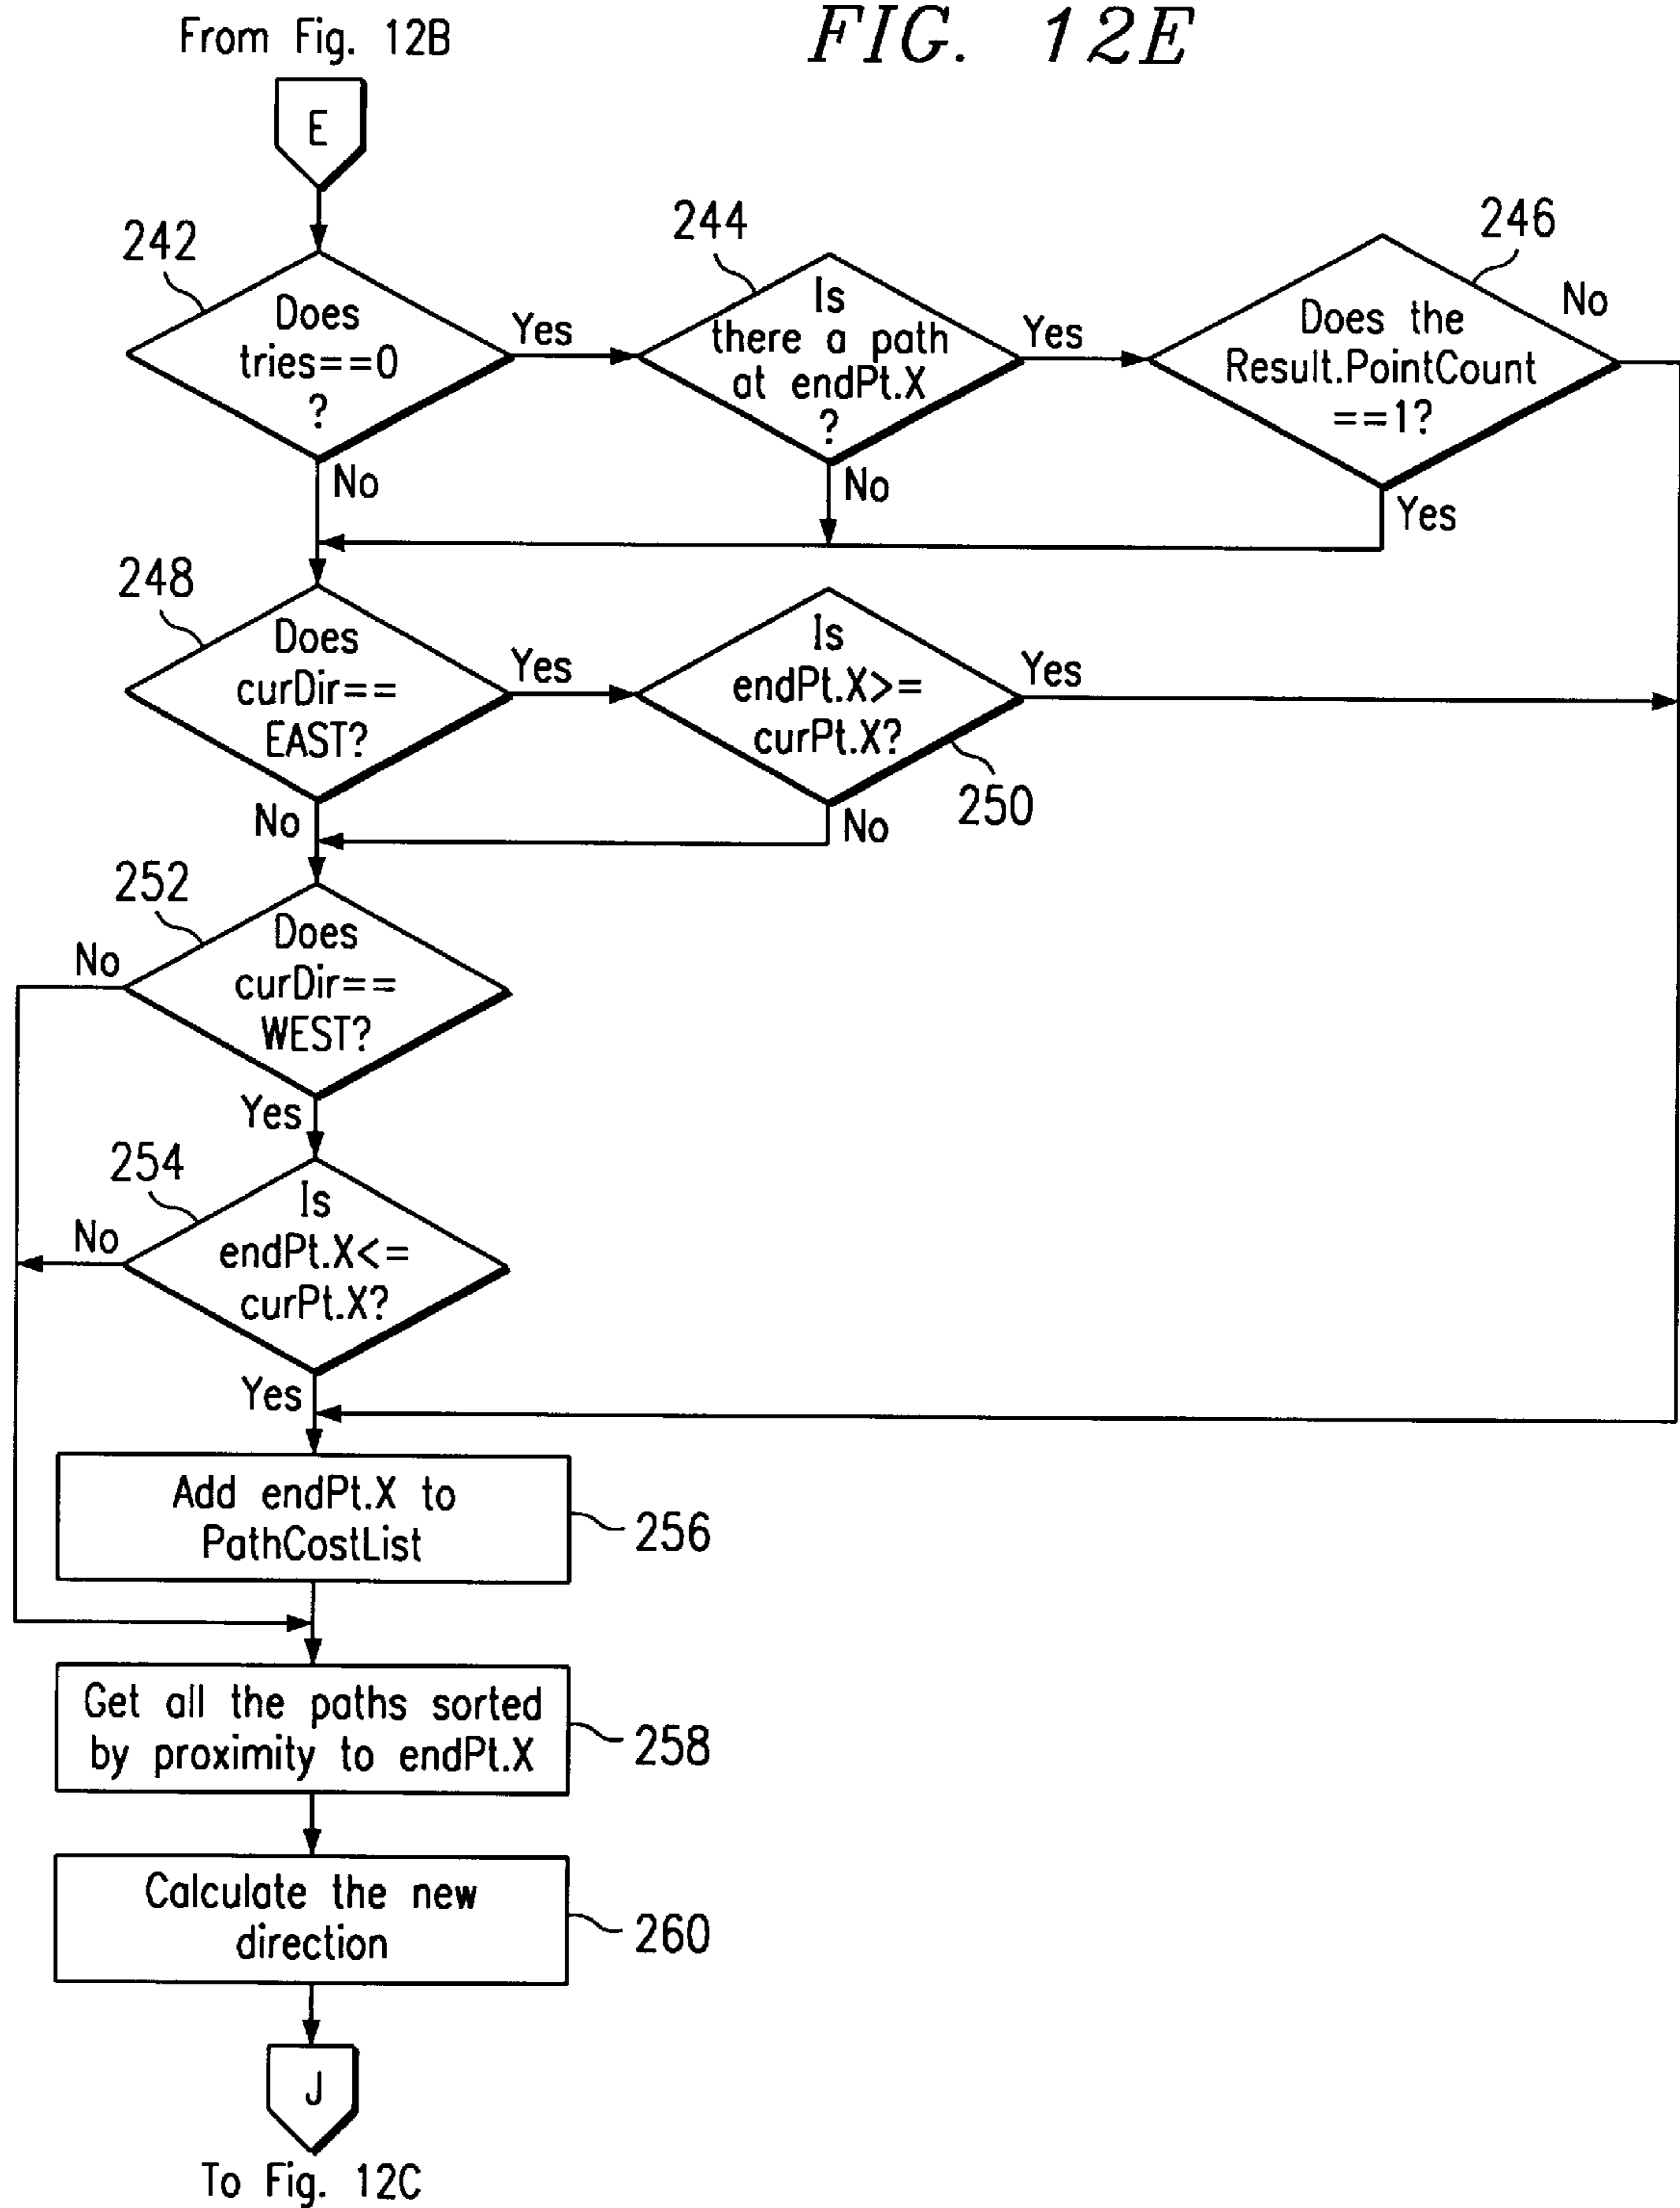 From Fig. 12B
FIG. 12E
E
242
Does
tries==0
?
Yes
No
244
Is
there a path
at endPt.X
?
Yes
No
246
Does the
Result.PointCount
==1?
No
Yes
248
Does
curDir==
EAST?
Yes
No
Is
endPt.X>=
curPt.X?
Yes
No
250
252
Does
curDir==
WEST?
No
Yes
254
Is
endPt.X<=
curPt.X?
No
Yes
Add endPt.X to
PathCostList
256
Get all the paths sorted
by proximity to endPt.X
258
Calculate the new
direction
260
J
To Fig. 12C